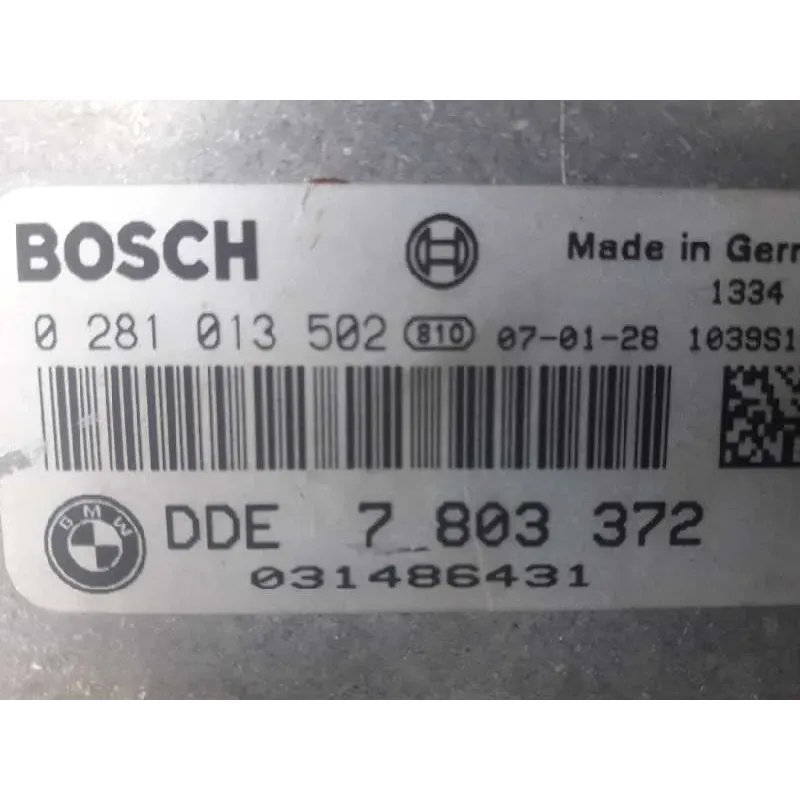 BOSCH
Made in Germ
1334
0 281 013 502 810 07-01-28 1039S1
BMW DDE 7 803 372
031486431